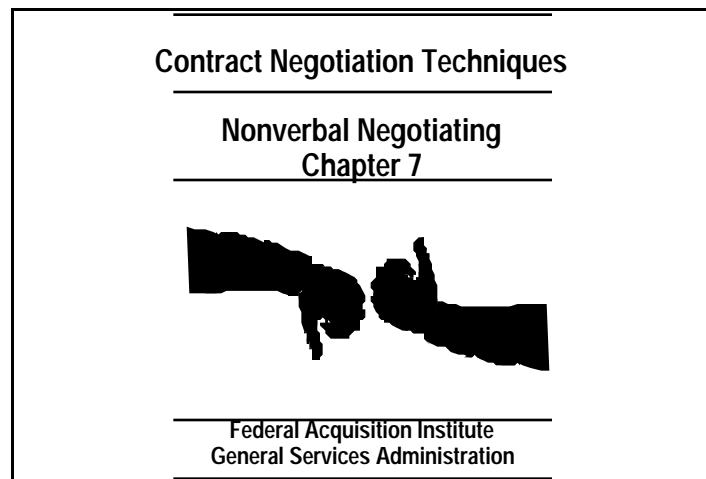 Contract Negotiation Techniques
Nonverbal Negotiating
Chapter 7
Federal Acquisition Institute
General Services Administration